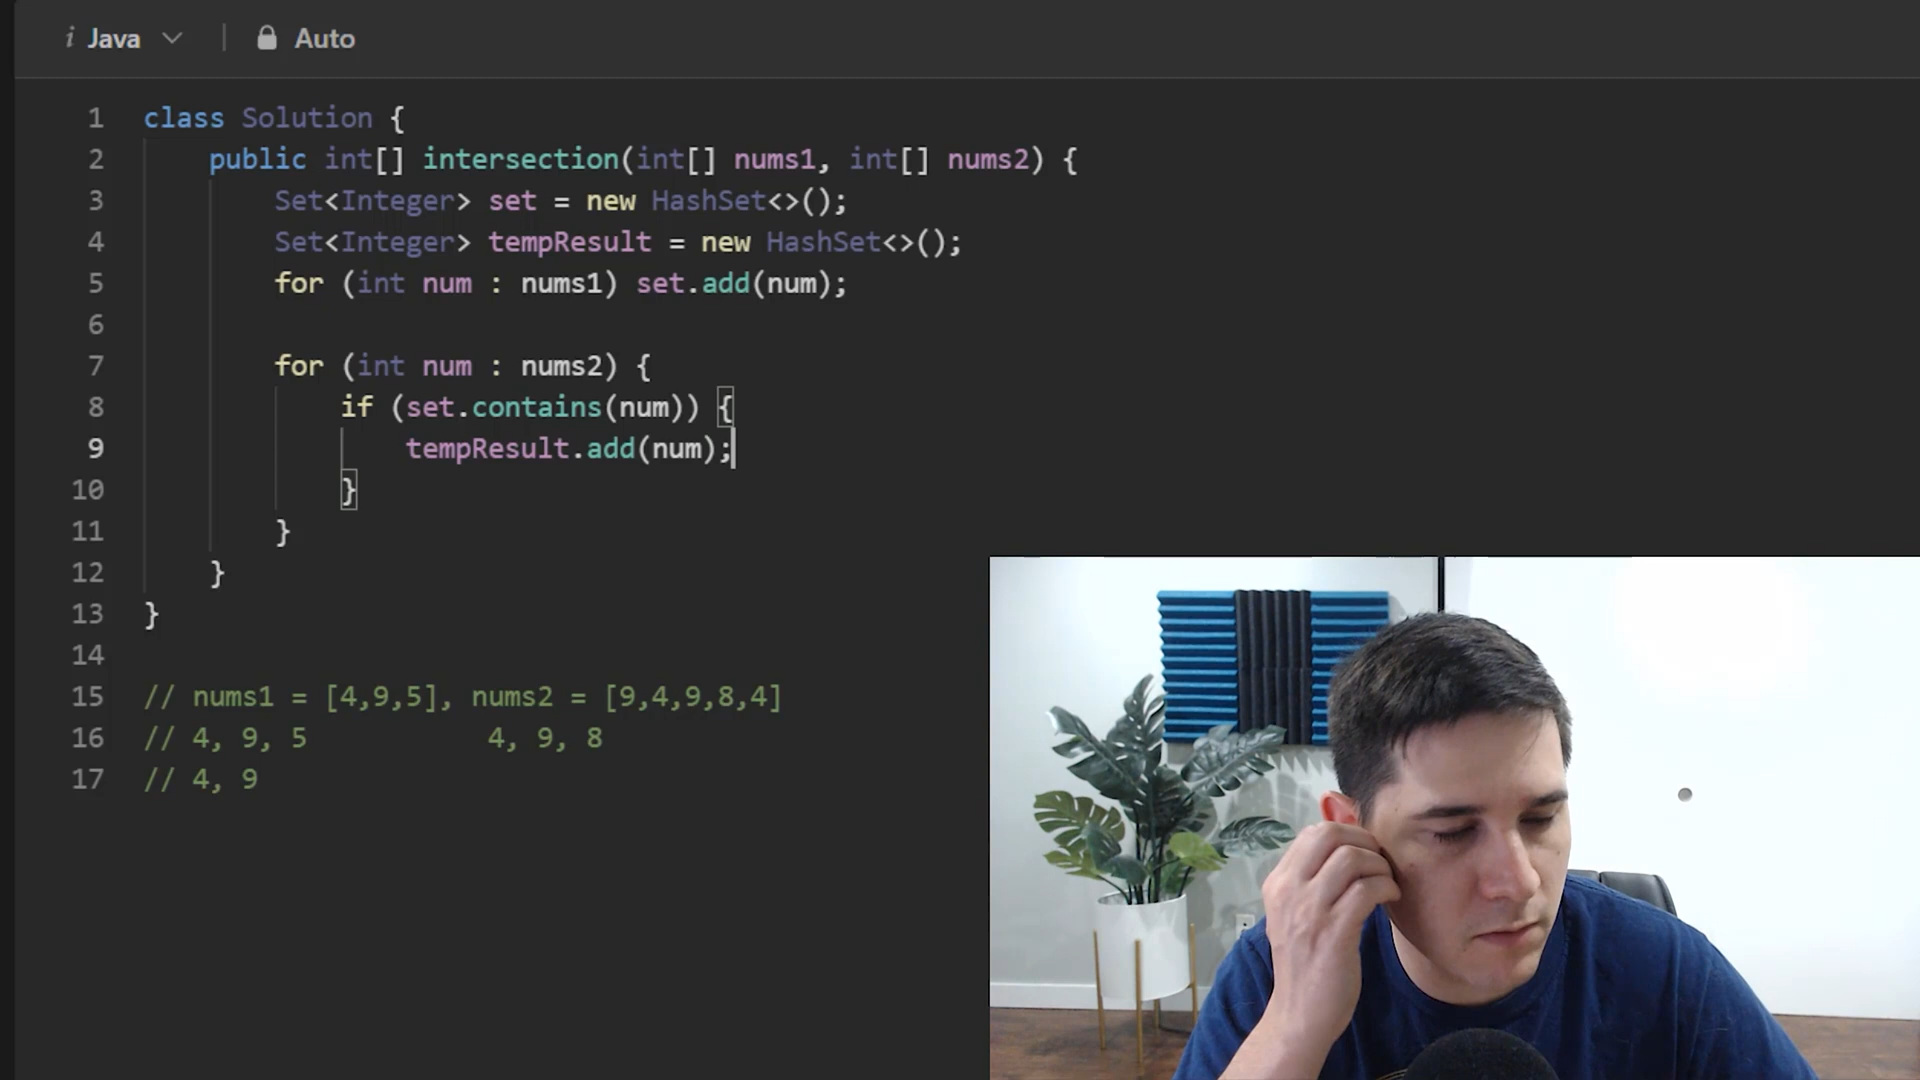 i Java Auto
1 class Solution {
2 public int[] intersection(int[] nums1, int[] nums2) {
3 Set<Integer> set = new HashSet<>();
4 Set<Integer> tempResult = new HashSet<>();
5 for (int num : nums1) set.add(num);
6
7 for (int num : nums2) {
8 if (set.contains(num)) {
9 tempResult.add(num);
10 }
11 }
12 }
13 }
14
15 // nums1 = [4,9,5], nums2 = [9,4,9,8,4]
16 // 4, 9, 5 4, 9, 8
17 // 4, 9